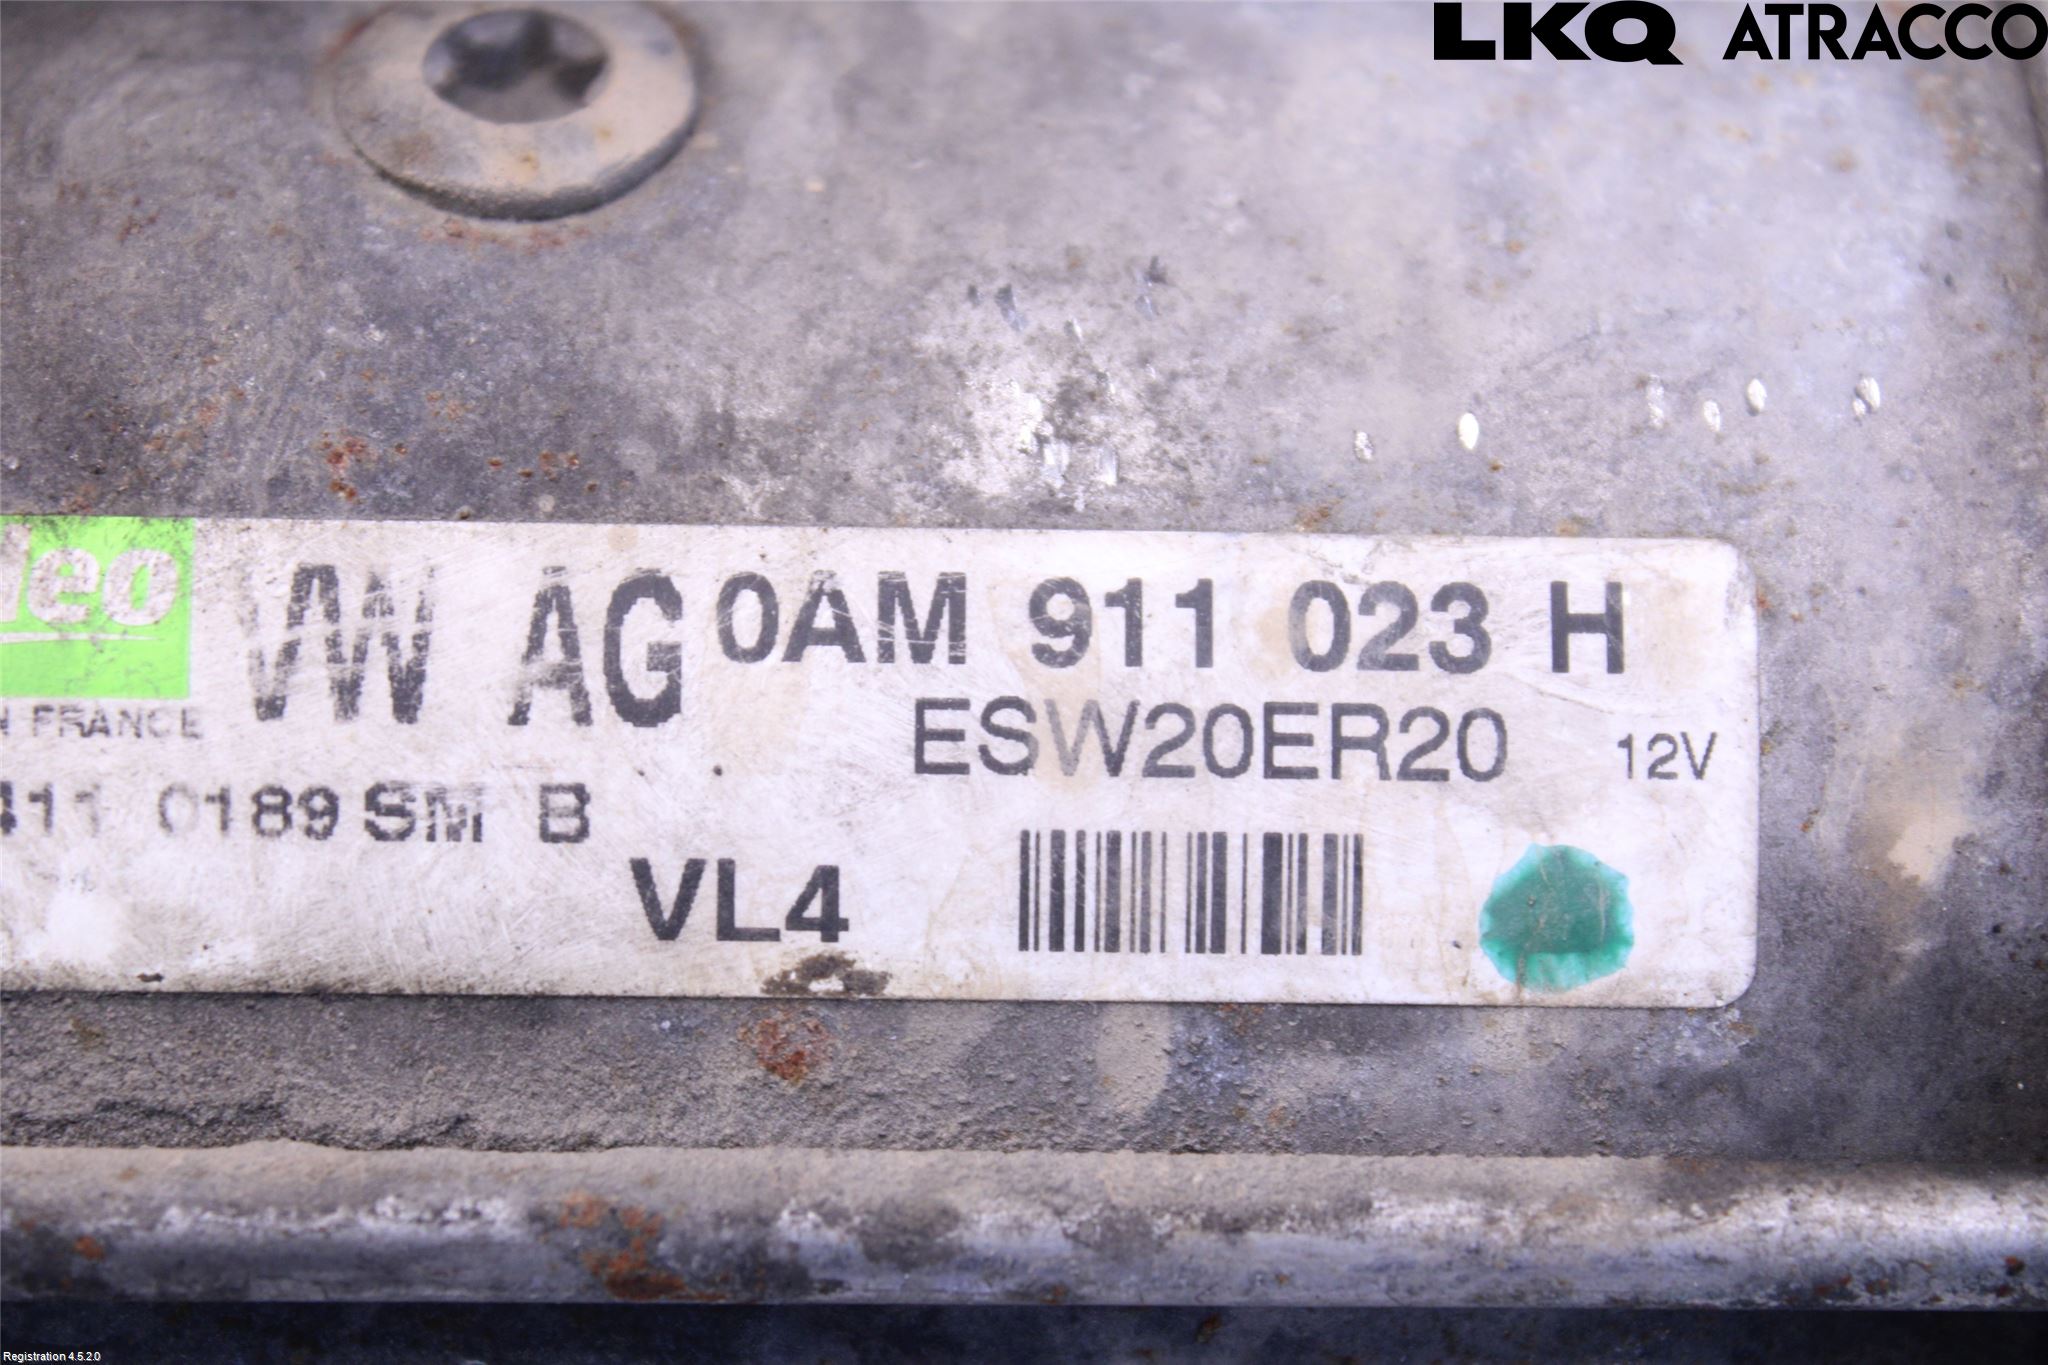 LKQ ATRACCO
VW AG 0AM 911 023 H
FRANCE
ESW20ER20 12V
0189 SM B
VL4
Registration 4.5.2.0